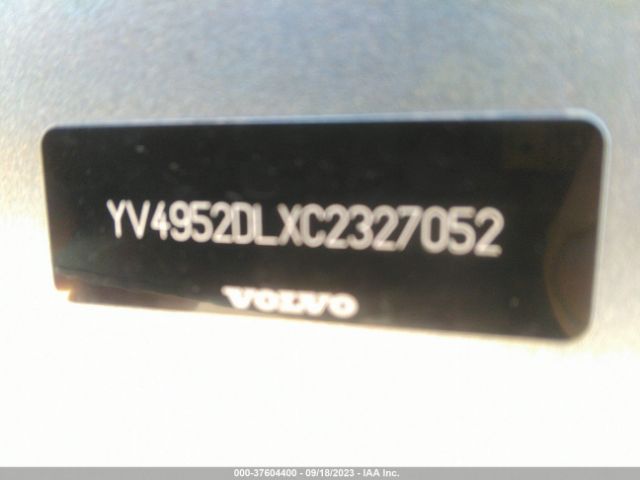 YV4952DLXC2327052
VOLVO
000-37604400 - 09/18/2023 - IAA Inc.